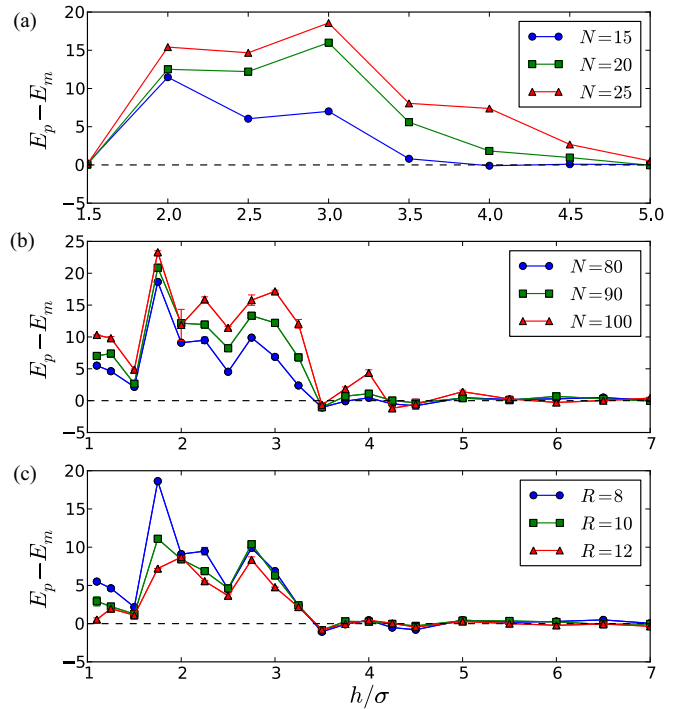 (a)
20
15
10
5
0
−5
E_p − E_m
N=15
N=20
N=25
1.5 2.0 2.5 3.0 3.5 4.0 4.5 5.0
(b)
25
20
15
10
5
0
−5
E_p − E_m
N=80
N=90
N=100
1 2 3 4 5 6 7
(c)
20
15
10
5
0
−5
E_p − E_m
R=8
R=10
R=12
1 2 3 4 5 6 7
h/σ